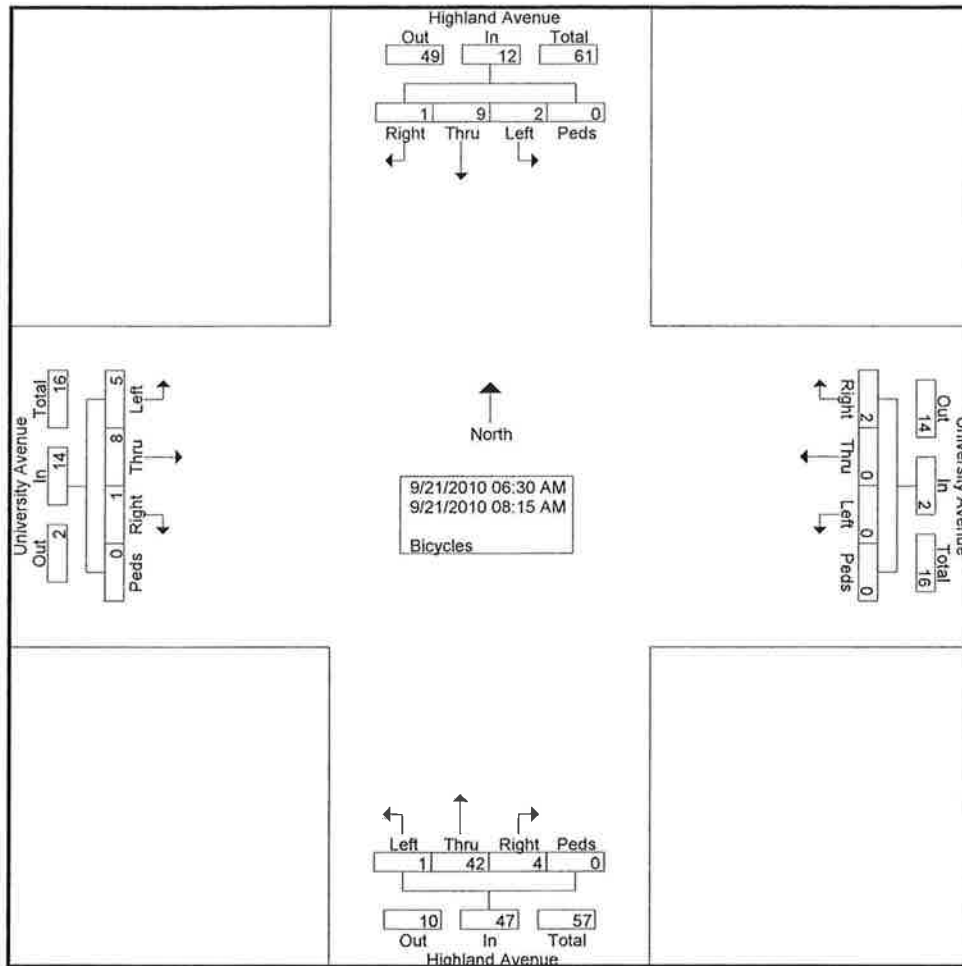 Highland Avenue
Out In Total
49 12 61
1 9 2 0
Right Thru Left Peds
University Avenue
Total In Out
16 14 2
5 8 1 0
Left Thru Right Peds
North
9/21/2010 06:30 AM
9/21/2010 08:15 AM
Bicycles
Right Thru Left Peds
2 0 0 0
Out In Total
14 2 16
University Avenue
Left Thru Right Peds
1 42 4 0
10 47 57
Out In Total
Highland Avenue